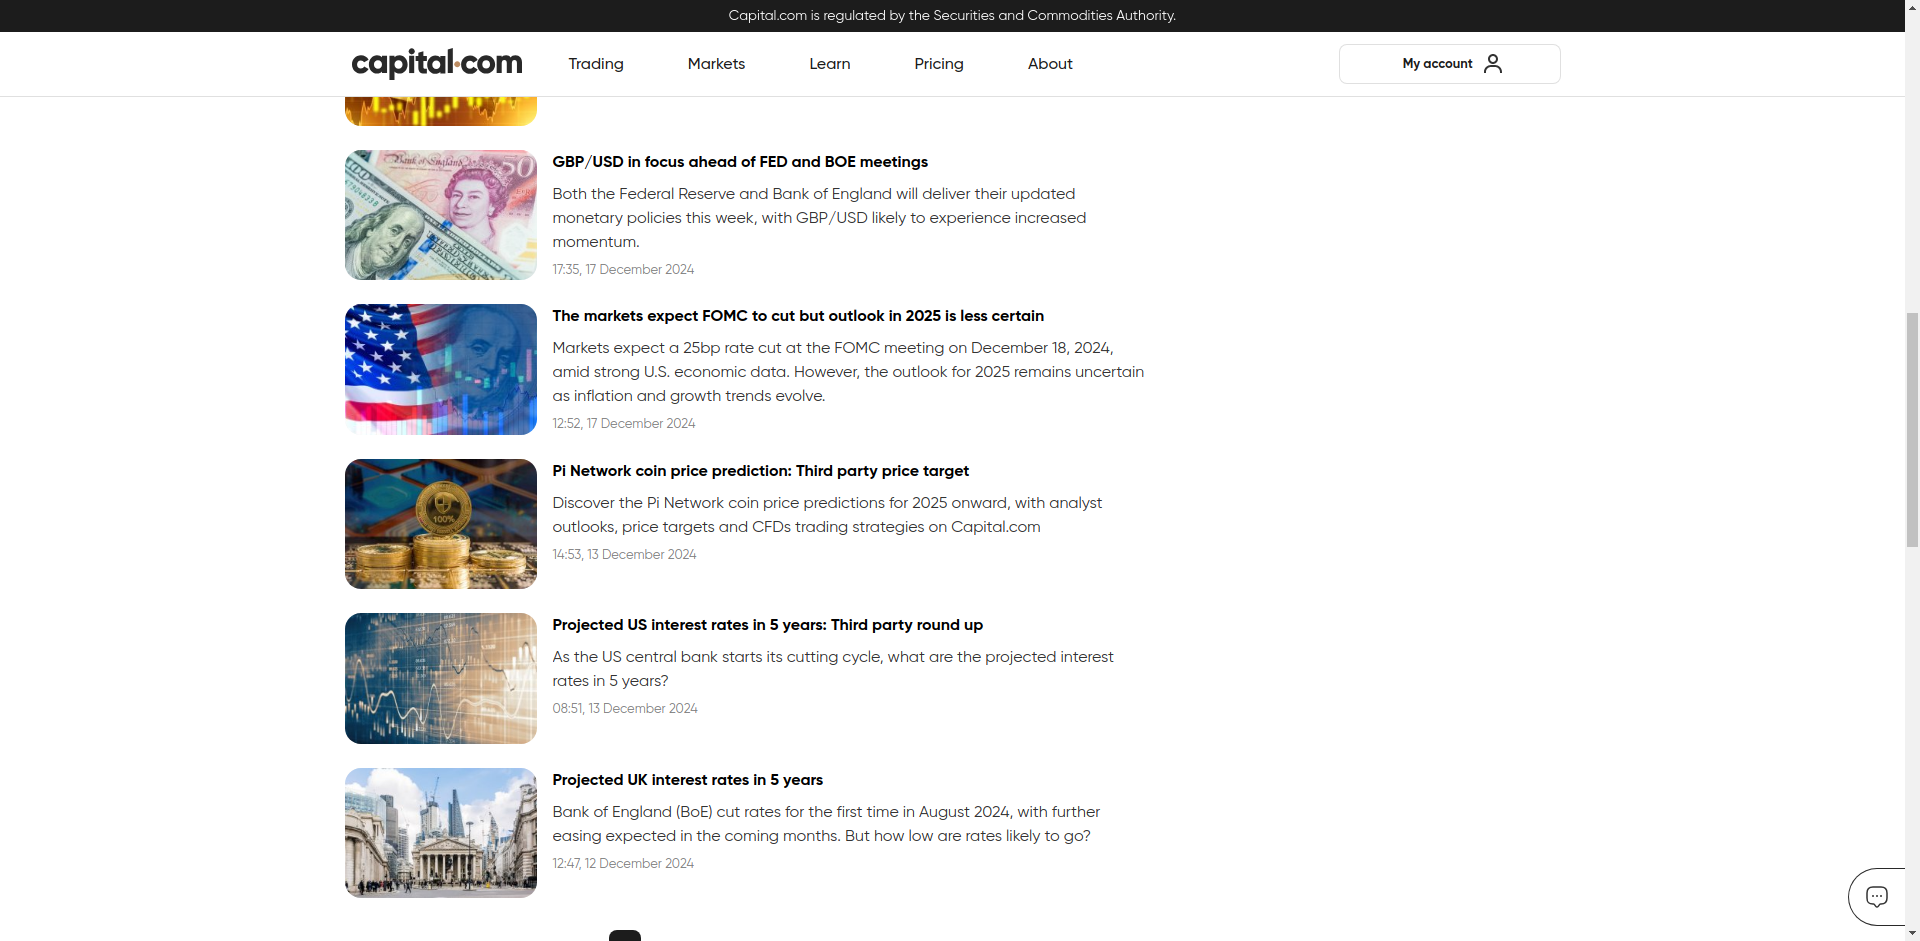 Capital.com is regulated by the Securities and Commodities Authority.
capital.com
Trading
Markets
Learn
Pricing
About
My account
GBP/USD in focus ahead of FED and BOE meetings
Both the Federal Reserve and Bank of England will deliver their updated
monetary policies this week, with GBP/USD likely to experience increased
momentum.
17:35, 17 December 2024
The markets expect FOMC to cut but outlook in 2025 is less certain
Markets expect a 25bp rate cut at the FOMC meeting on December 18, 2024,
amid strong U.S. economic data. However, the outlook for 2025 remains uncertain
as inflation and growth trends evolve.
12:52, 17 December 2024
100%
Pi Network coin price prediction: Third party price target
Discover the Pi Network coin price predictions for 2025 onward, with analyst
outlooks, price targets and CFDs trading strategies on Capital.com
14:53, 13 December 2024
Projected US interest rates in 5 years: Third party round up
As the US central bank starts its cutting cycle, what are the projected interest
rates in 5 years?
08:51, 13 December 2024
Projected UK interest rates in 5 years
Bank of England (BoE) cut rates for the first time in August 2024, with further
easing expected in the coming months. But how low are rates likely to go?
12:47, 12 December 2024